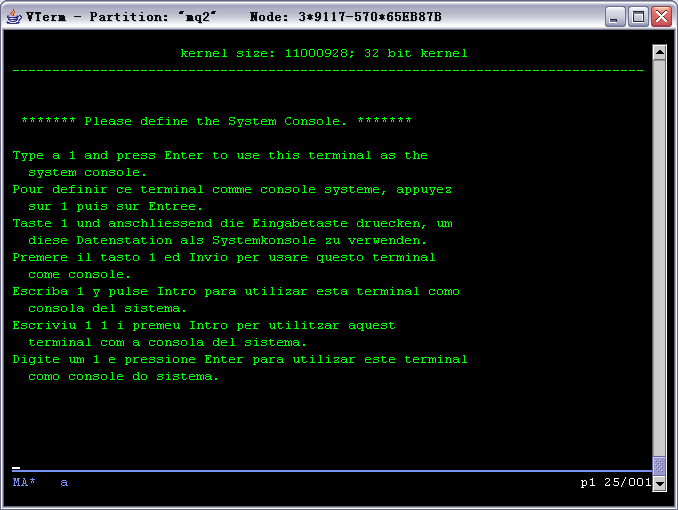 VTerm - Partition: "mq2"    Node: 3*9117-570*65EB87B
kernel size: 11000928; 32 bit kernel
--------------------------------------------------------------------------------
******* Please define the System Console. *******
Type a 1 and press Enter to use this terminal as the
system console.
Pour definir ce terminal comme console systeme, appuyez
sur 1 puis sur Entree.
Taste 1 und anschliessend die Eingabetaste druecken, um
diese Datenstation als Systemkonsole zu verwenden.
Premere il tasto 1 ed Invio per usare questo terminal
come console.
Escriba 1 y pulse Intro para utilizar esta terminal como
consola del sistema.
Escriviu 1 1 i premeu Intro per utilitzar aquest
terminal com a consola del sistema.
Digite um 1 e pressione Enter para utilizar este terminal
como console do sistema.
MA*   a   p1 25/001